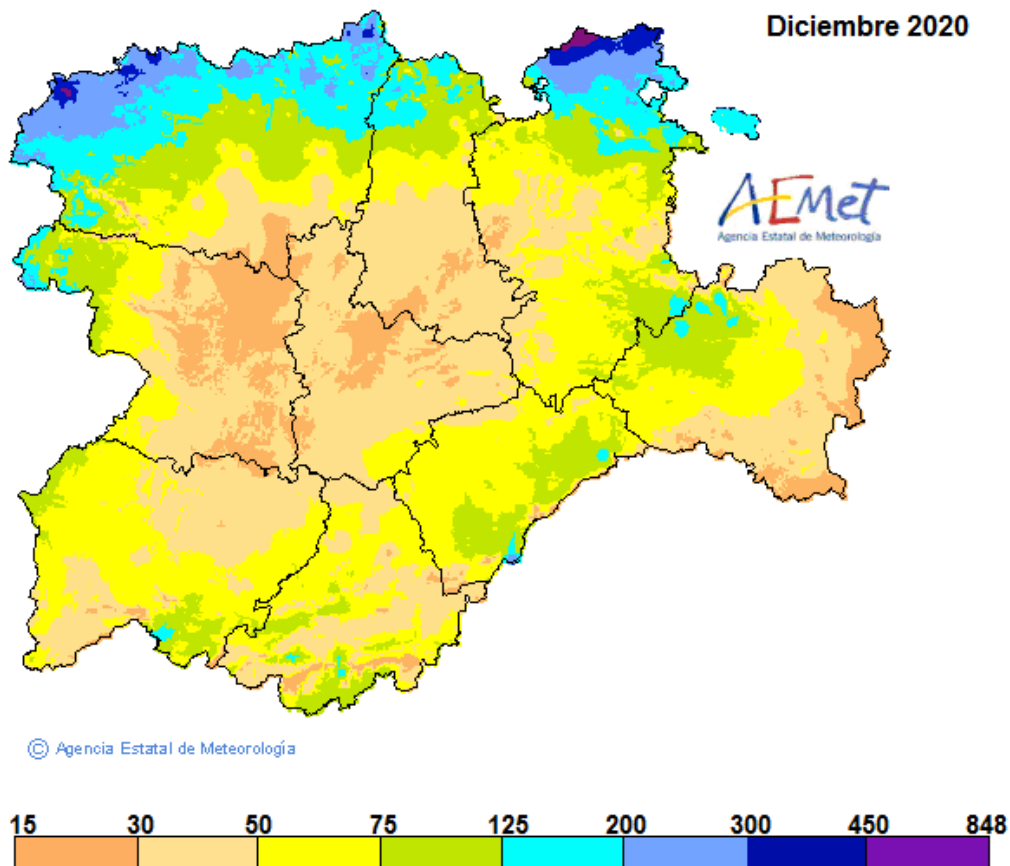 Diciembre 2020
AEMet
Agencia Estatal de Meteorología
© Agencia Estatal de Meteorología
15 30 50 75 125 200 300 450 848